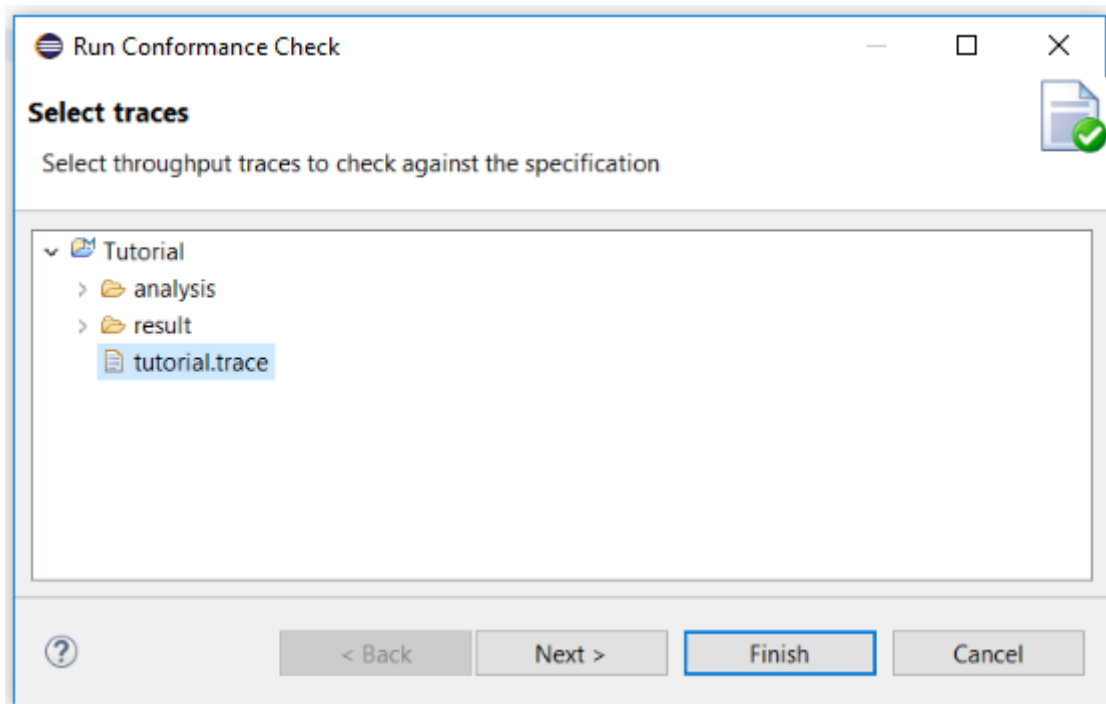 Run Conformance Check
Select traces
Select throughput traces to check against the specification
Tutorial
analysis
result
tutorial.trace
? < Back Next > Finish Cancel